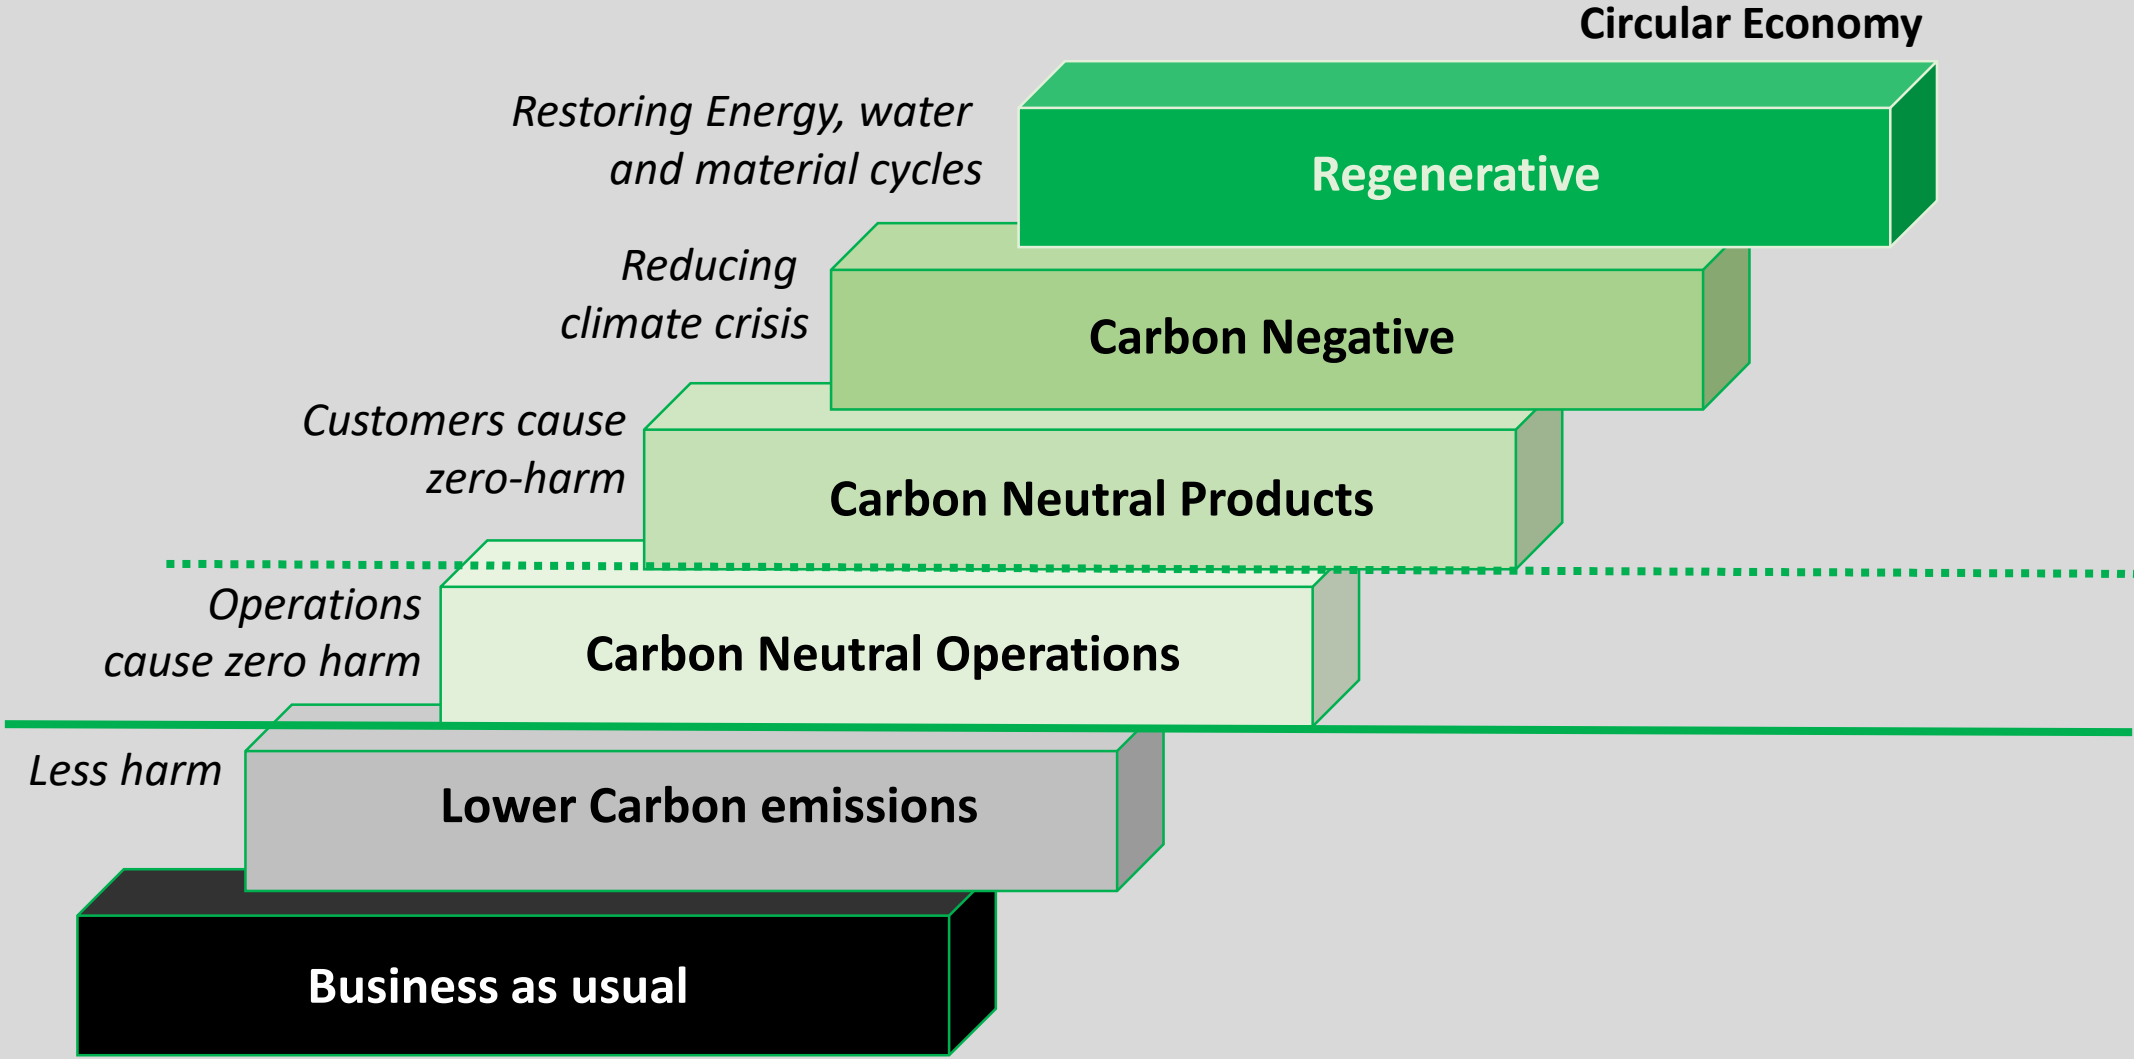 Circular Economy
Restoring Energy, water
and material cycles
Regenerative
Reducing
climate crisis
Carbon Negative
Customers cause
zero-harm
Carbon Neutral Products
Operations
cause zero harm
Carbon Neutral Operations
Less harm
Lower Carbon emissions
Business as usual